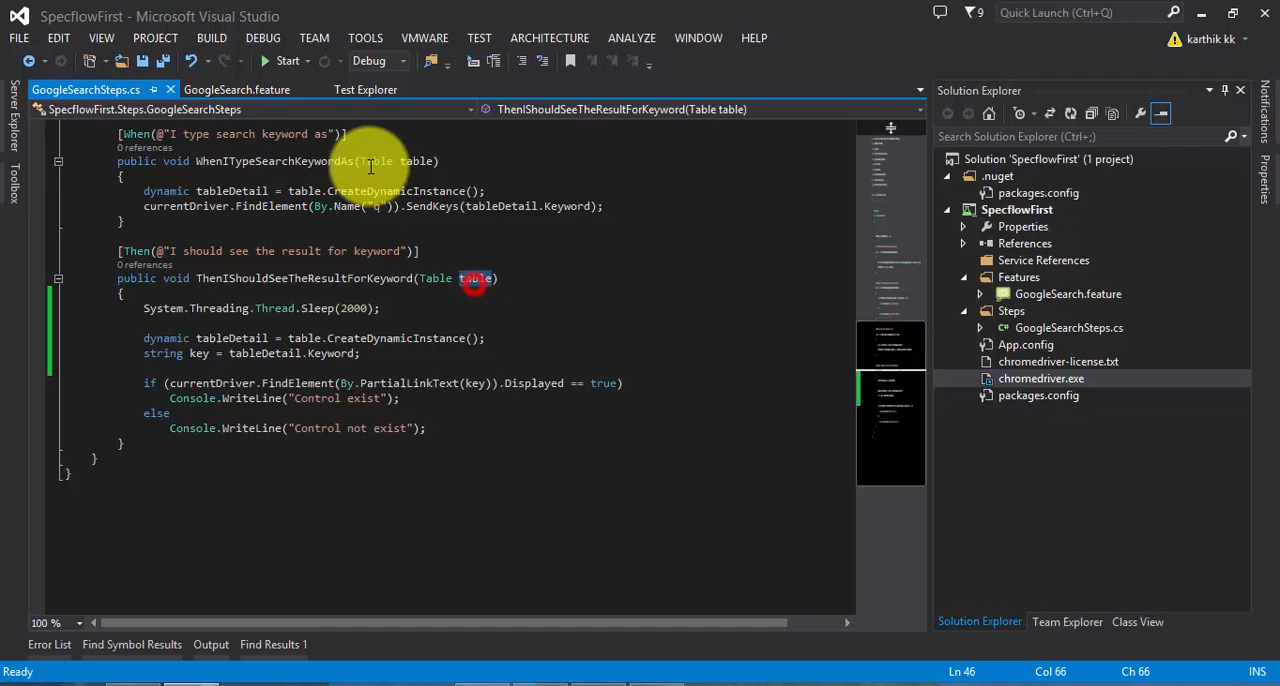 SpecflowFirst - Microsoft Visual Studio
9
Quick Launch (Ctrl+Q)
FILE EDIT VIEW PROJECT BUILD DEBUG TEAM TOOLS VMWARE TEST ARCHITECTURE ANALYZE WINDOW HELP
karthik kk
Start
Debug
Server Explorer
Toolbox
GoogleSearchSteps.cs
GoogleSearch.feature
Test Explorer
SpecflowFirst.Steps.GoogleSearchSteps
ThenIShouldSeeTheResultForKeyword(Table table)
[When(@"I type search keyword as")]
0 references
public void WhenITypeSearchKeywordAs(Table table)
{
dynamic tableDetail = table.CreateDynamicInstance();
currentDriver.FindElement(By.Name("q")).SendKeys(tableDetail.Keyword);
}
[Then(@"I should see the result for keyword")]
0 references
public void ThenIShouldSeeTheResultForKeyword(Table table)
{
System.Threading.Thread.Sleep(2000);
dynamic tableDetail = table.CreateDynamicInstance();
string key = tableDetail.Keyword;
if (currentDriver.FindElement(By.PartialLinkText(key)).Displayed == true)
Console.WriteLine("Control exist");
else
Console.WriteLine("Control not exist");
}
}
}
100 %
Solution Explorer
Search Solution Explorer (Ctrl+;)
Solution 'SpecflowFirst' (1 project)
.nuget
packages.config
SpecflowFirst
Properties
References
Service References
Features
GoogleSearch.feature
Steps
GoogleSearchSteps.cs
App.config
chromedriver-license.txt
chromedriver.exe
packages.config
Solution Explorer Team Explorer Class View
Notifications
Properties
Error List Find Symbol Results Output Find Results 1
Ready
Ln 46 Col 66 Ch 66 INS